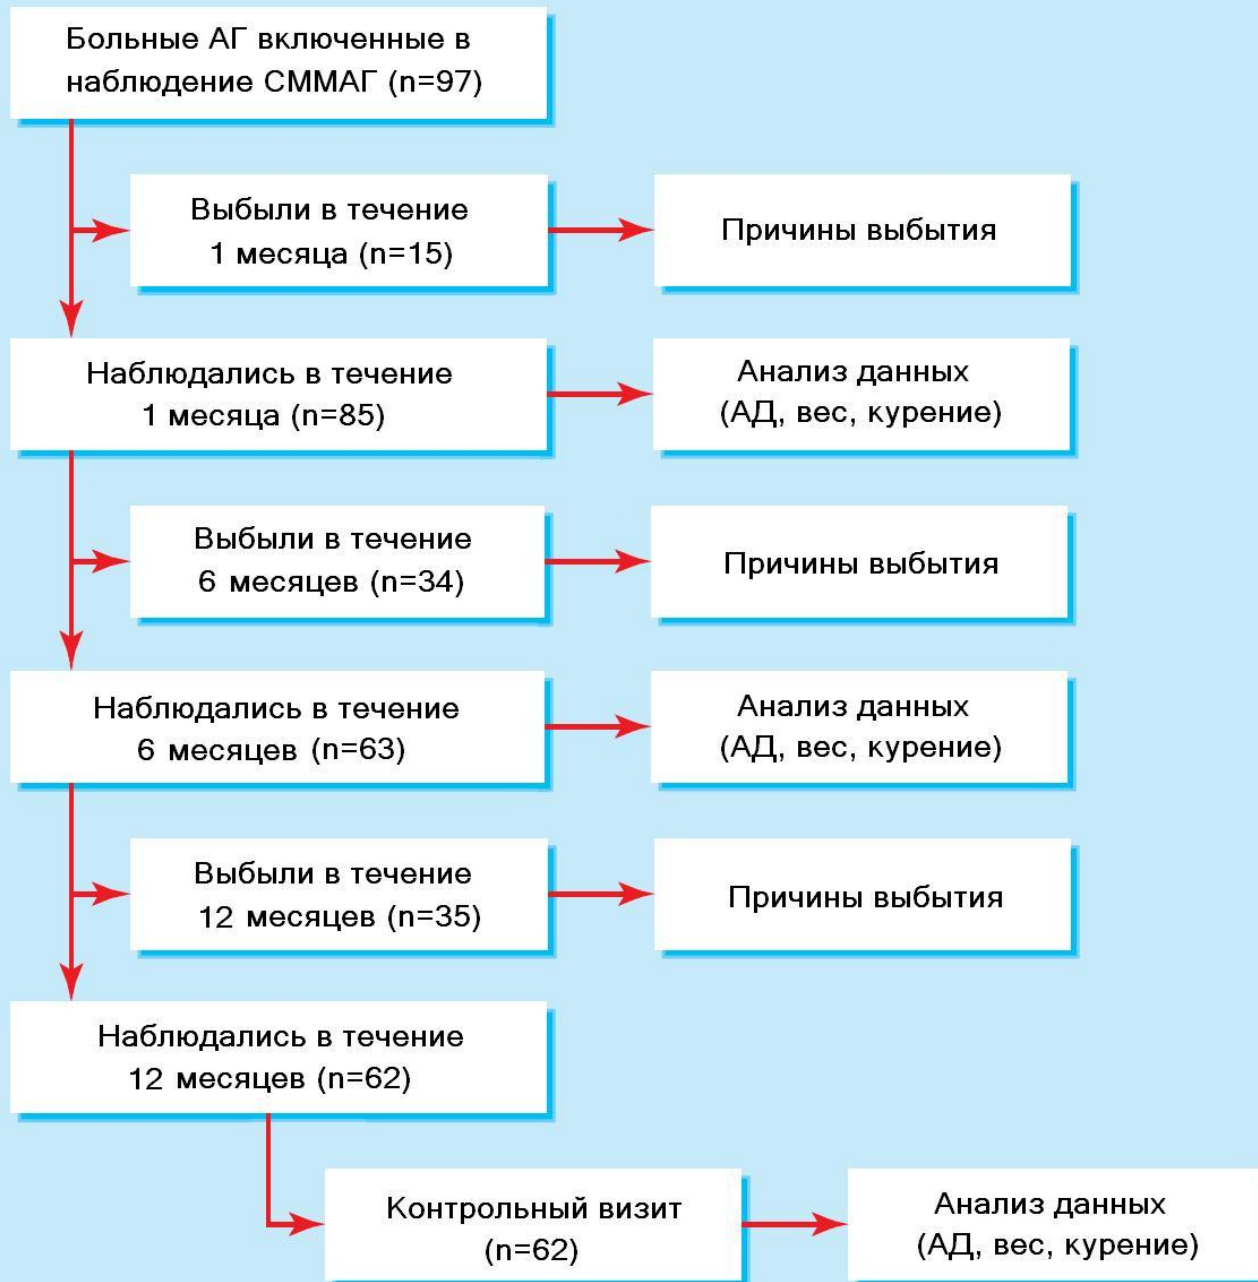 Больные АГ включенные в
наблюдение СММАГ (n=97)
Выбыли в течение
1 месяца (n=15)
Причины выбытия
Наблюдались в течение
1 месяца (n=85)
Анализ данных
(АД, вес, курение)
Выбыли в течение
6 месяцев (n=34)
Причины выбытия
Наблюдались в течение
6 месяцев (n=63)
Анализ данных
(АД, вес, курение)
Выбыли в течение
12 месяцев (n=35)
Причины выбытия
Наблюдались в течение
12 месяцев (n=62)
Контрольный визит
(n=62)
Анализ данных
(АД, вес, курение)